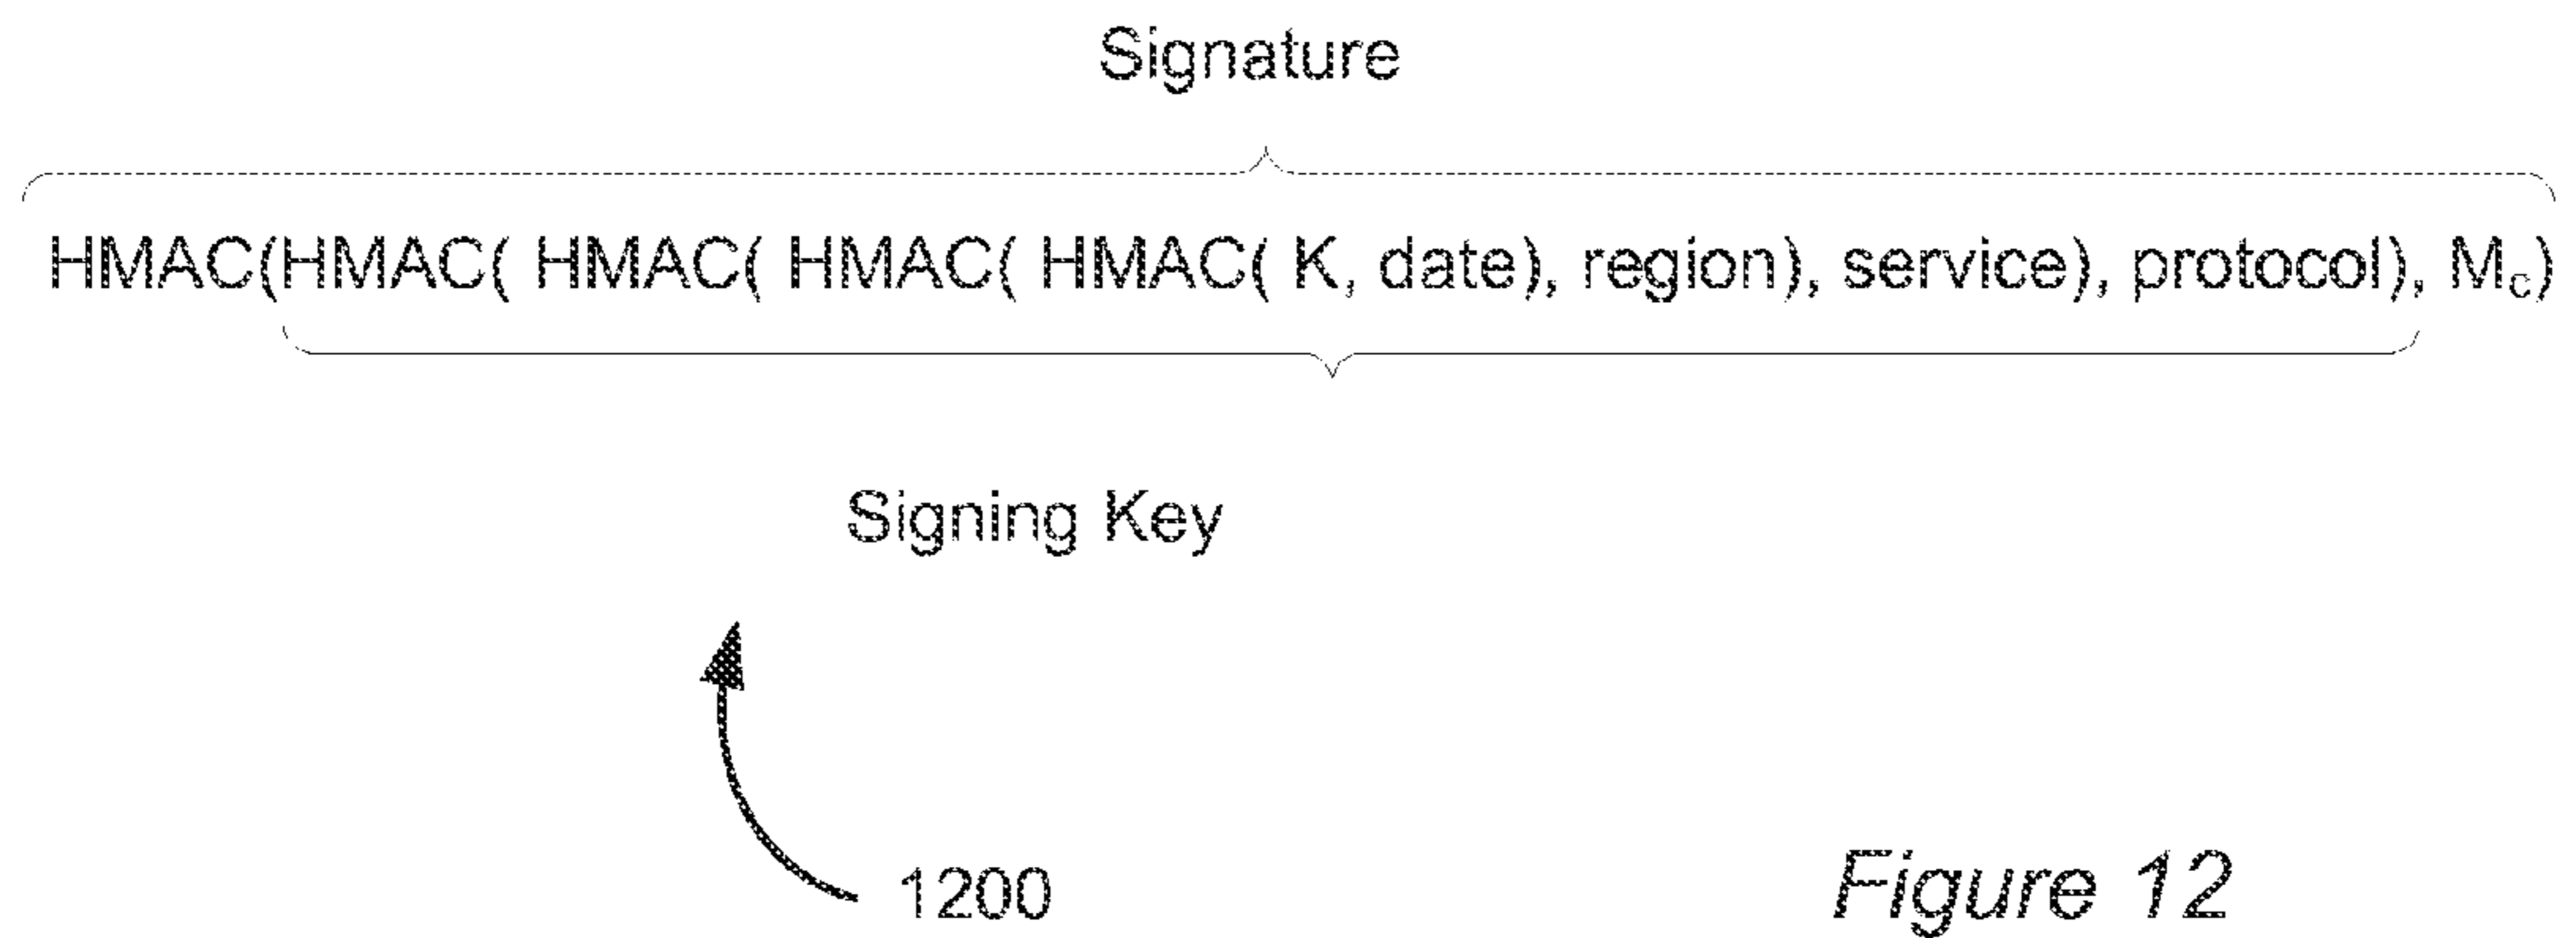 Signature
HMAC(HMAC( HMAC( HMAC( HMAC( K, date), region), service), protocol), Mc)
Signing Key
1200
Figure 12